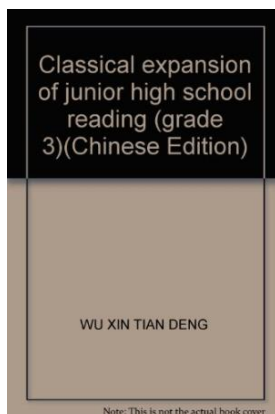 Classical expansion
of junior high school
reading (grade
3)(Chinese Edition)
WU XIN TIAN DENG
Note: This is not the actual book cover